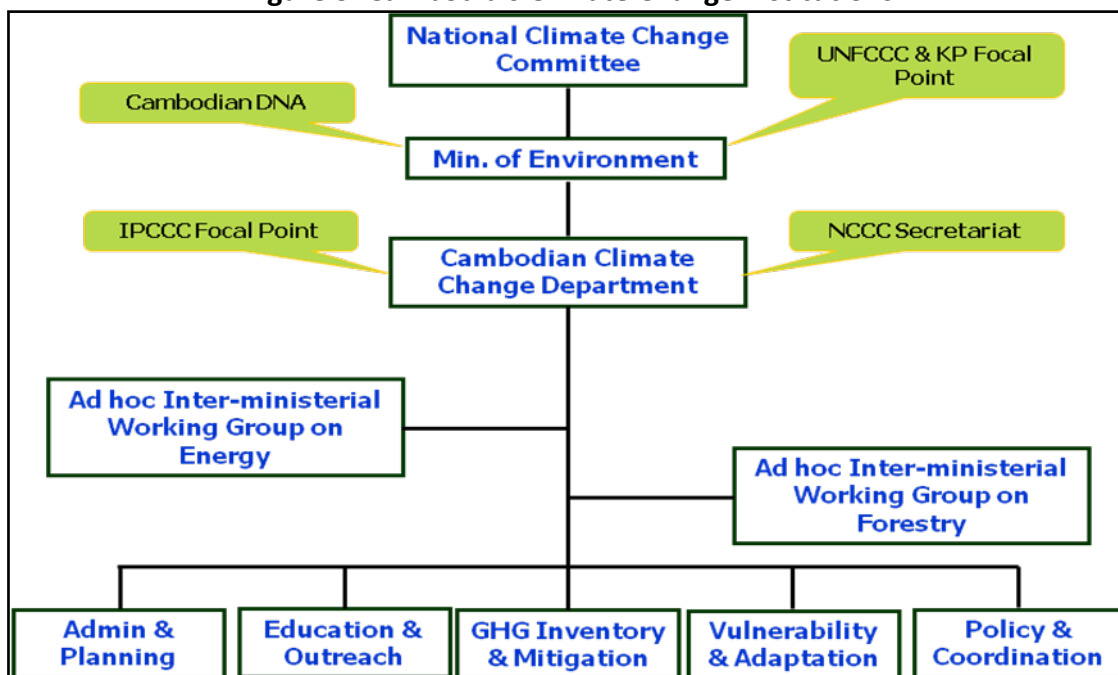 National Climate Change
Committee
UNFCCC & KP Focal
Point
Cambodian DNA
Min. of Environment
IPCCC Focal Point
NCCC Secretariat
Cambodian Climate
Change Department
Ad hoc Inter-ministerial
Working Group on
Energy
Ad hoc Inter-ministerial
Working Group on
Forestry
Admin &
Planning
Education &
Outreach
GHG Inventory
& Mitigation
Vulnerability
& Adaptation
Policy &
Coordination